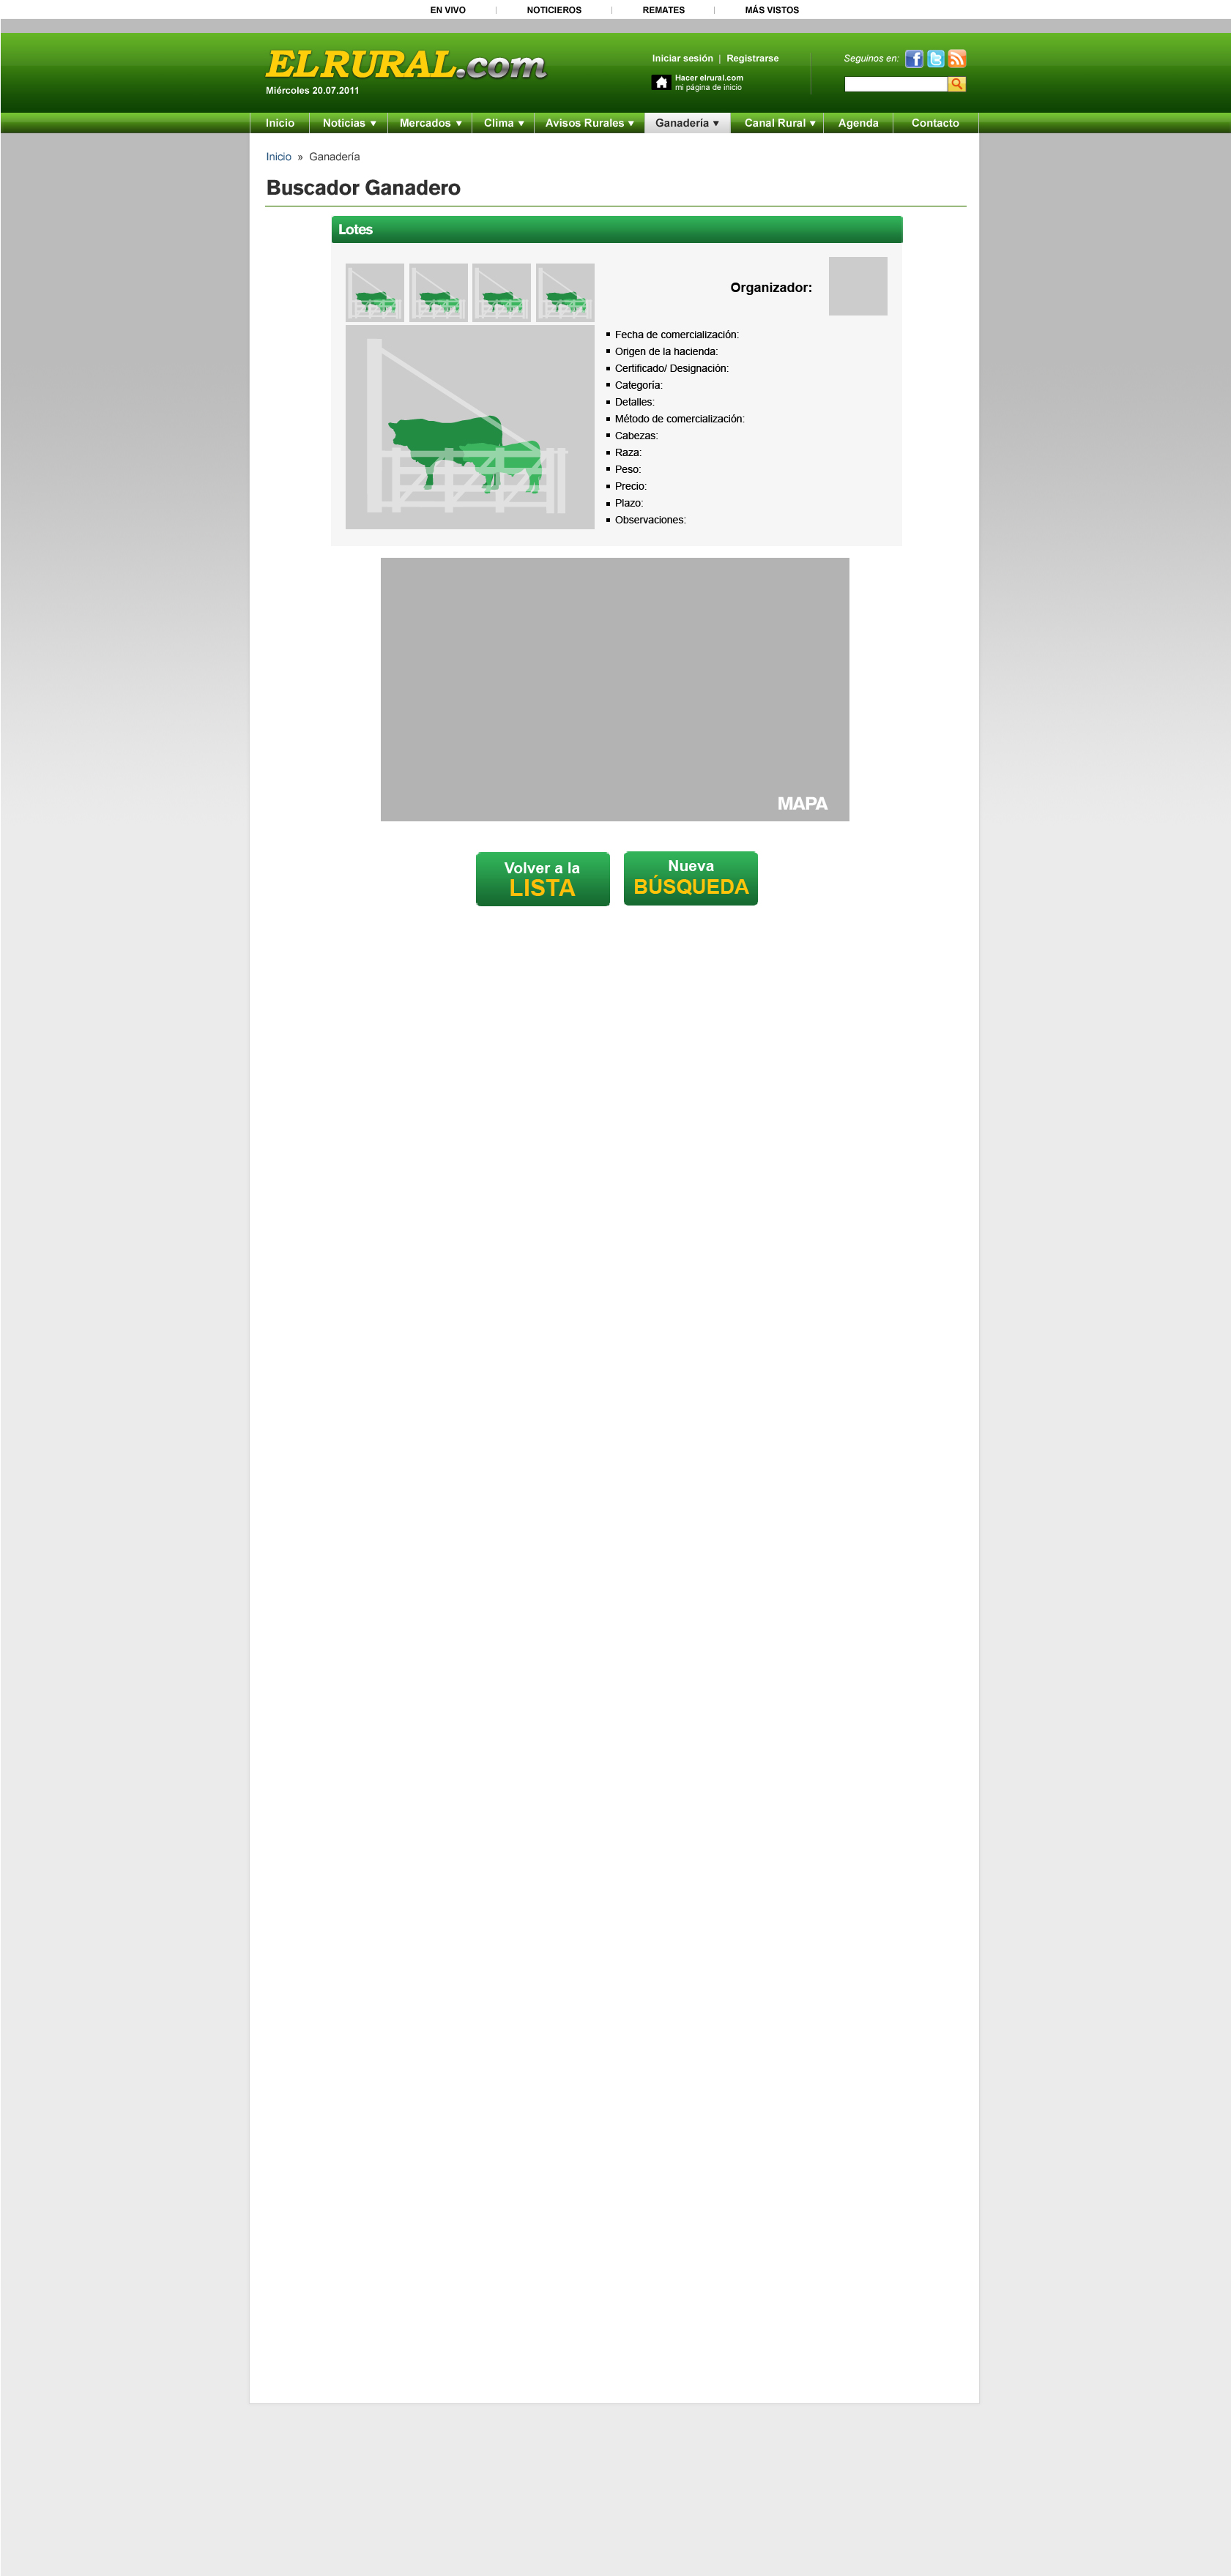 EN VIVO | NOTICIEROS | REMATES | MÁS VISTOS
ELRURAL.com
Miércoles 20.07.2011
Iniciar sesión | Registrarse
Hacer elrural.com
mi página de inicio
Seguinos en:
Inicio Noticias Mercados Clima Avisos Rurales Ganaderia Canal Rural Agenda Contacto
Inicio » Ganadería
Buscador Ganadero
Lotes
Organizador:
Fecha de comercialización:
Origen de la hacienda:
Certificado/ Designación:
Categoría:
Detalles:
Método de comercialización:
Cabezas:
Raza:
Peso:
Precio:
Plazo:
Observaciones:
MAPA
Volver a la
LISTA
Nueva
BÚSQUEDA